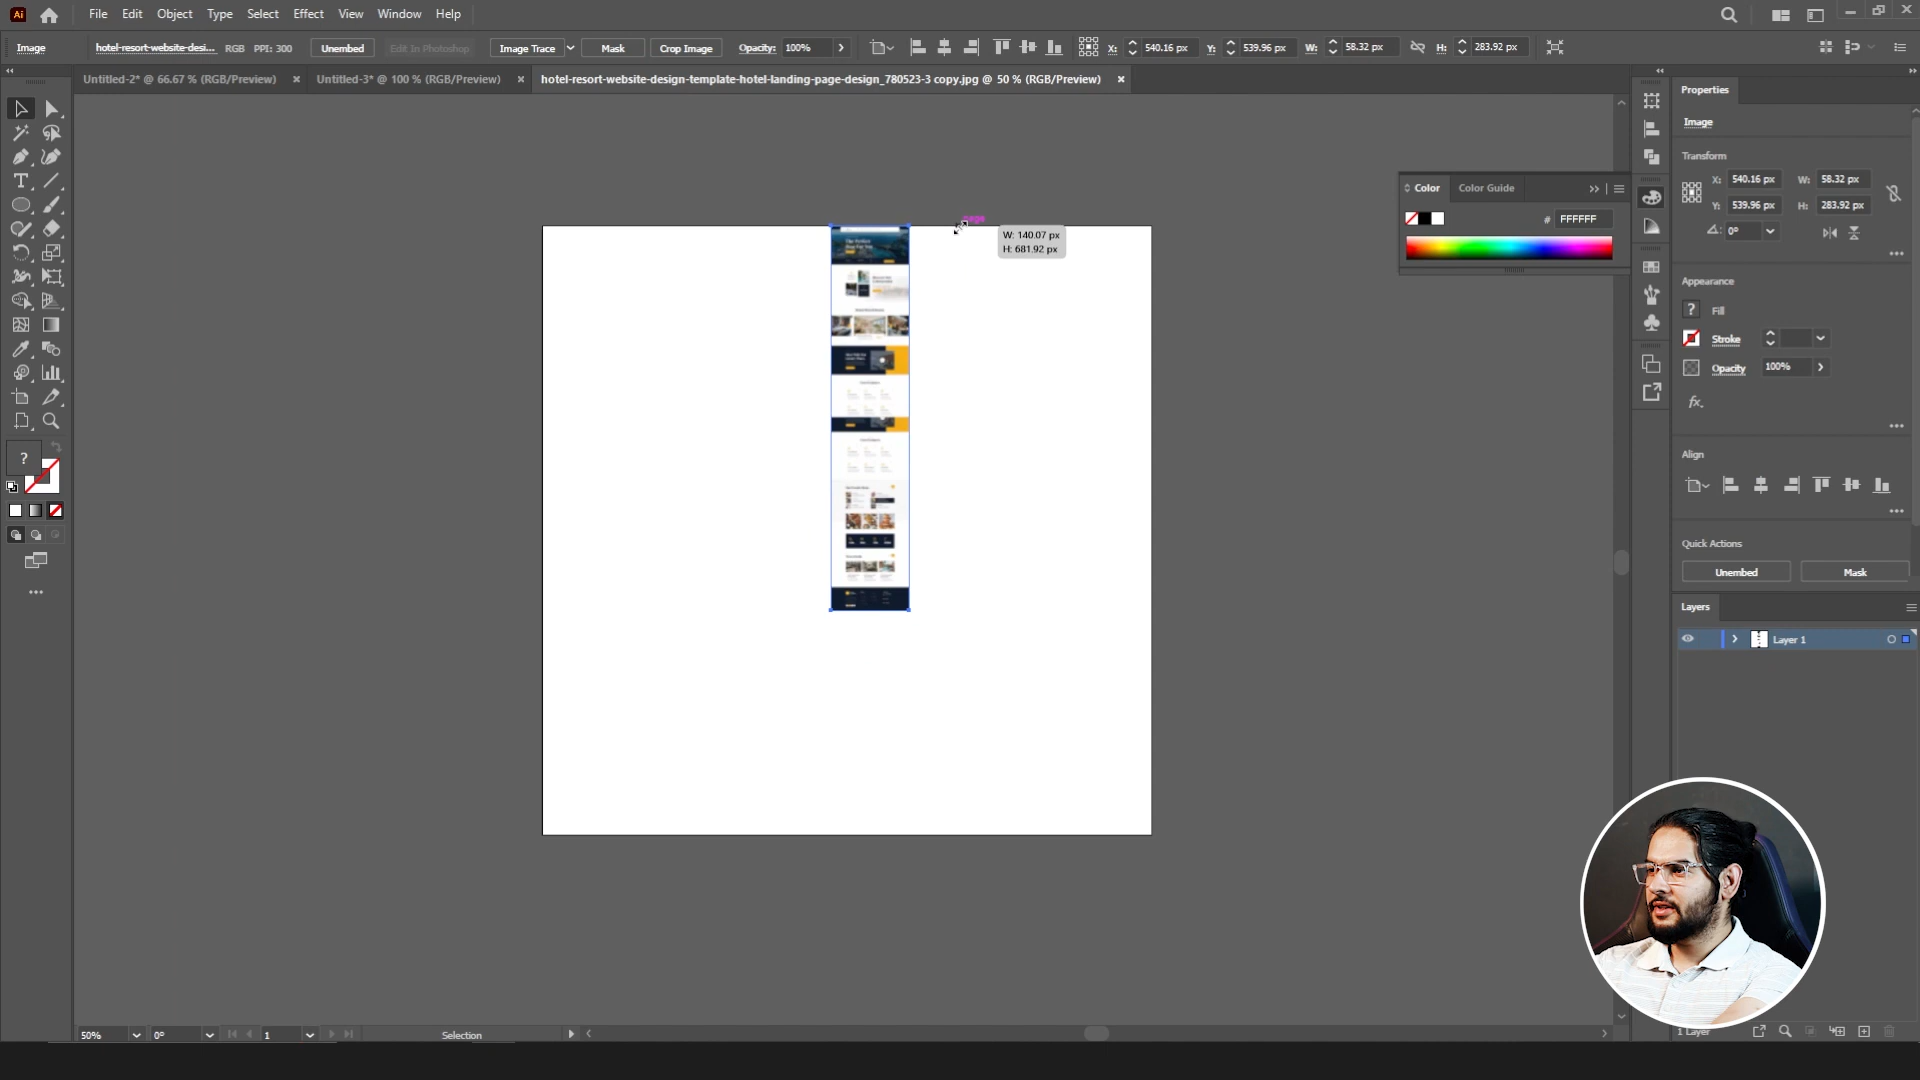 Ai File Edit Object Type Select Effect View Window Help
Image hotel-resort-website-desi... RGB PPI: 300 Unembed Edit In Photoshop Image Trace Mask Crop Image Opacity: 100% X: 540.16 px Y: 539.96 px W: 58.32 px H: 283.92 px
Untitled-2* @ 66.67 % (RGB/Preview) × Untitled-3* @ 100 % (RGB/Preview) × hotel-resort-website-design-template-hotel-landing-page-design_780523-3 copy.jpg @ 50 % (RGB/Preview) ×
Properties
Image
Transform
X: 540.16 px W: 58.32 px
Y: 539.96 px H: 283.92 px
0°
Color Color Guide
# FFFFFF
page
W: 140.07 px
H: 681.92 px
Appearance
? Fill
Stroke
Opacity 100%
fx.
Align
Quick Actions
Unembed Mask
Layers
Layer 1
1 Layer
?
50% 0° 1 Selection